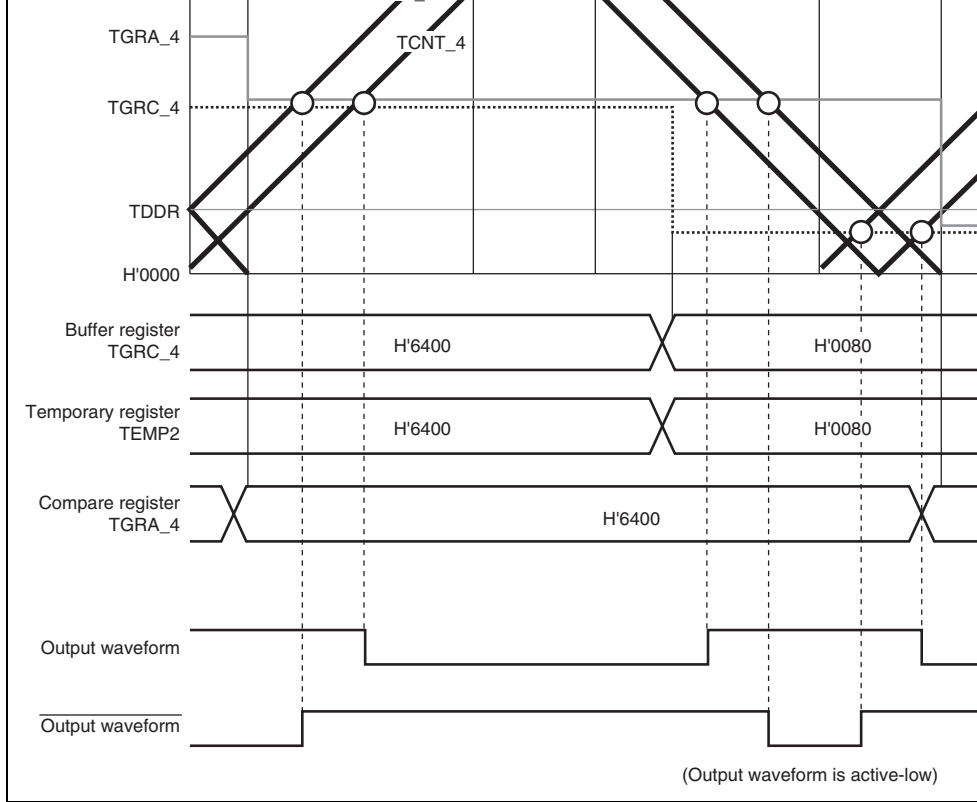 TGRA_4
TCNT_4
TGRC_4
TDDR
H'0000
Buffer register
TGRC_4
H'6400
H'0080
Temporary register
TEMP2
H'6400
H'0080
Compare register
TGRA_4
H'6400
Output waveform
Output waveform
(Output waveform is active-low)